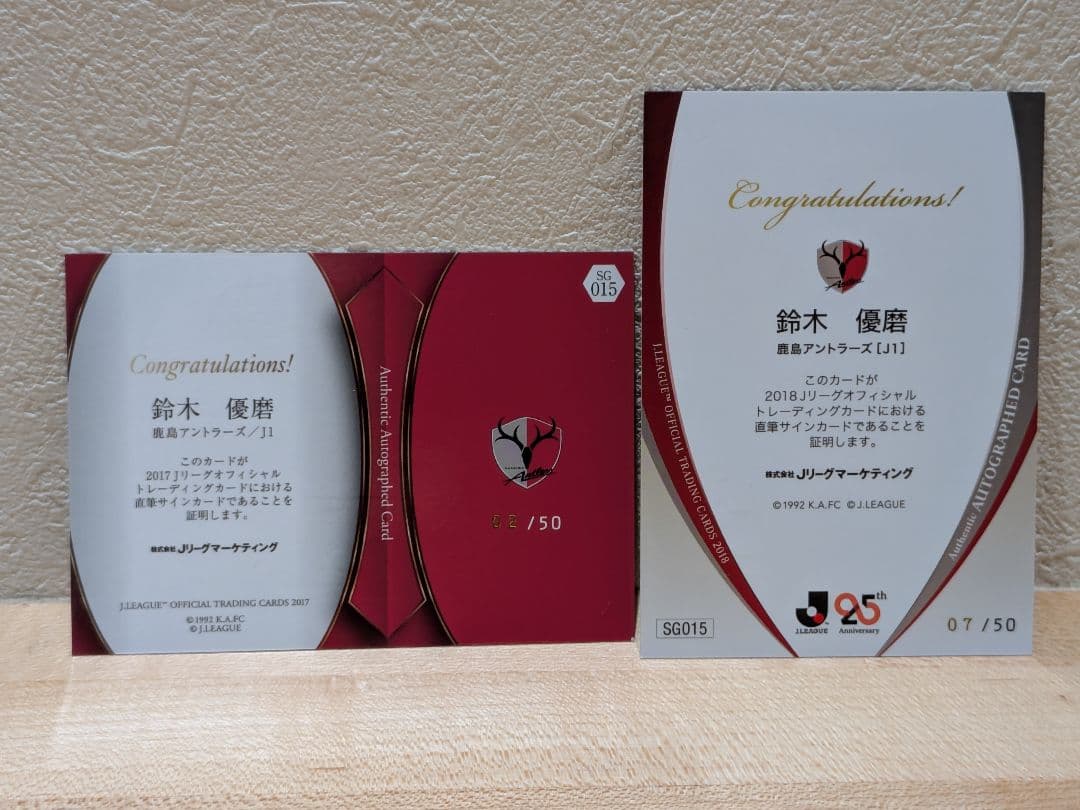 Congratulations!
鈴木 優磨
鹿島アントラーズ/J1
このカードが
2017 Jリーグオフィシャル
トレーディングカードにおける
直筆サインカードであることを
証明します。
株式会社 Jリーグマーケティング
J.LEAGUE™ OFFICIAL TRADING CARDS 2017
©1992 K.A.FC
©J.LEAGUE
Authentic Autographed Card
SG
015
Antlers
02/50
Congratulations!
Antlers
鈴木 優磨
鹿島アントラーズ[J1]
このカードが
2018 Jリーグオフィシャル
トレーディングカードにおける
直筆サインカードであることを
証明します。
株式会社 Jリーグマーケティング
©1992 K.A.FC ©J.LEAGUE
J.LEAGUE™ OFFICIAL TRADING CARDS 2018
Authentic AUTOGRAPHED CARD
J.LEAGUE
25th
Anniversary
SG015
07/50